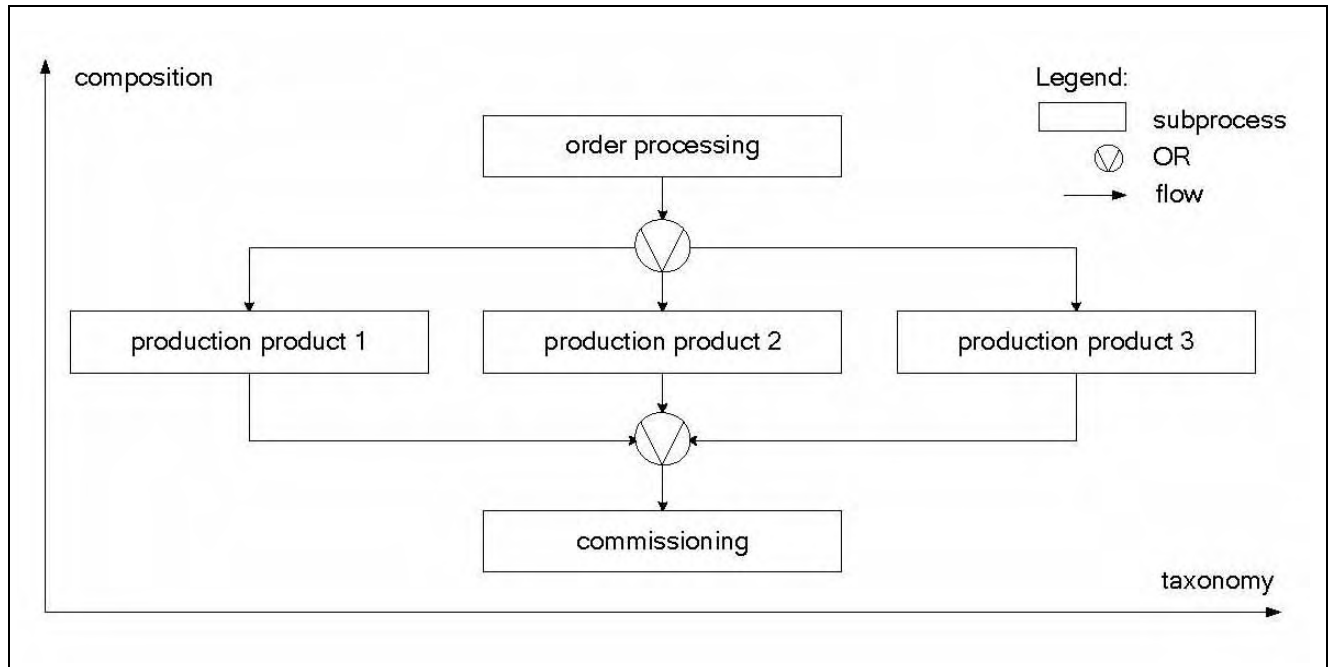 composition
Legend:
subprocess
OR
flow
order processing
production product 1
production product 2
production product 3
commissioning
taxonomy